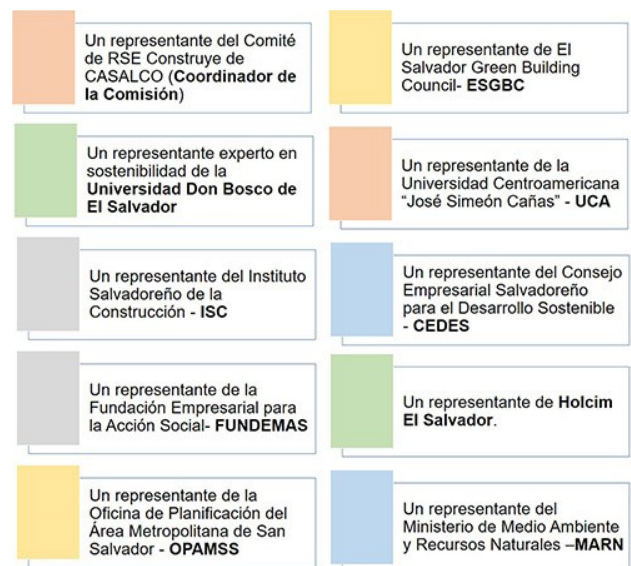 Un representante del Comité
de RSE Construye de
CASALCO (Coordinador de
la Comisión)
Un representante de El
Salvador Green Building
Council- ESGBC
Un representante experto en
sostenibilidad de la
Universidad Don Bosco de
El Salvador
Un representante de la
Universidad Centroamericana
“José Simeón Cañas” - UCA
Un representante del Instituto
Salvadoreño de la
Construcción - ISC
Un representante del Consejo
Empresarial Salvadoreño
para el Desarrollo Sostenible
- CEDES
Un representante de la
Fundación Empresarial para
la Acción Social- FUNDEMAS
Un representante de Holcim
El Salvador.
Un representante de la
Oficina de Planificación del
Área Metropolitana de San
Salvador - OPAMSS
Un representante del
Ministerio de Medio Ambiente
y Recursos Naturales –MARN